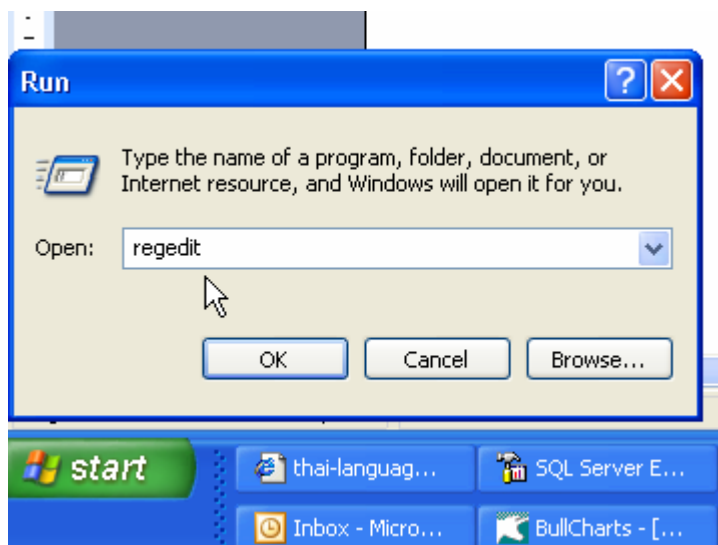 Run
Type the name of a program, folder, document, or
Internet resource, and Windows will open it for you.
Open: regedit
OK Cancel Browse...
start thai-languag... SQL Server E...
Inbox - Micro... BullCharts - [...